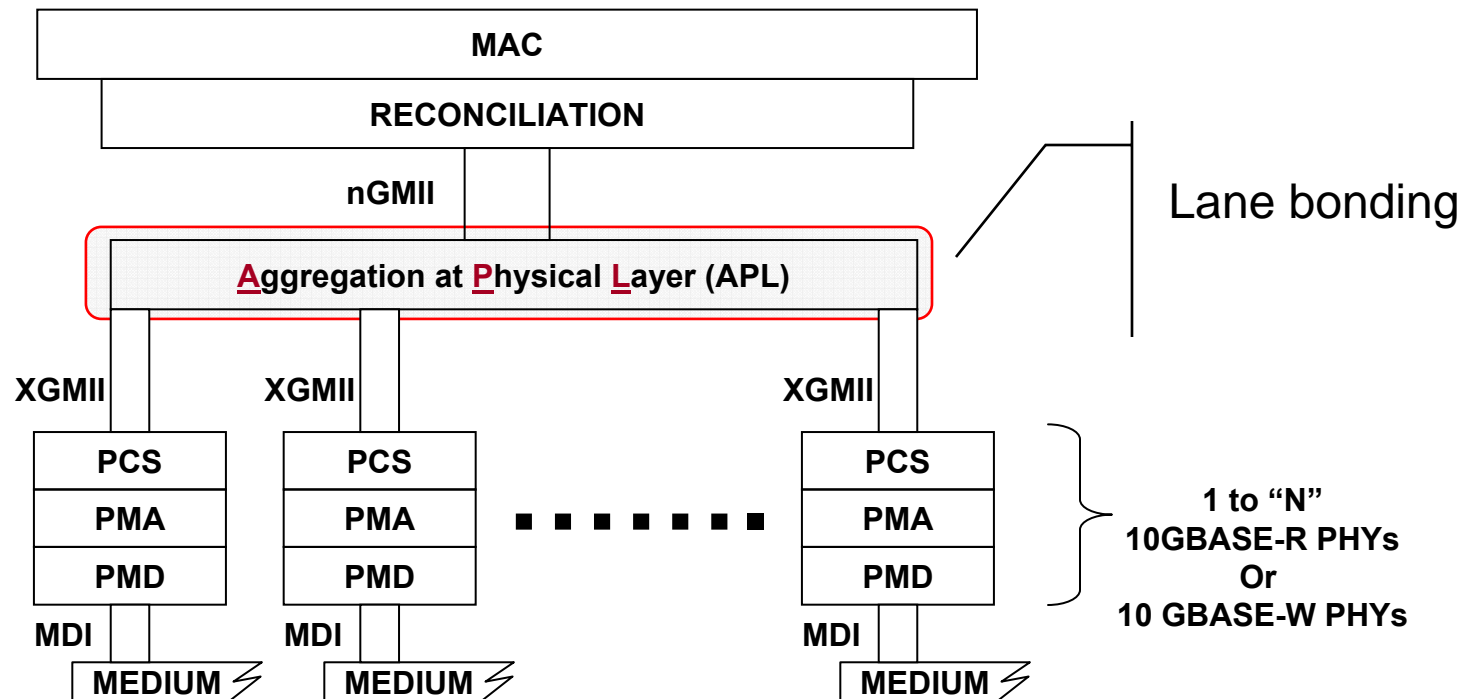 MAC
RECONCILIATION
nGMII
Lane bonding
Aggregation at Physical Layer (APL)
XGMII XGMII XGMII
PCS PCS PCS
PMA PMA PMA
PMD PMD PMD
1 to “N”
10GBASE-R PHYs
Or
10 GBASE-W PHYs
MDI MDI MDI
MEDIUM MEDIUM MEDIUM